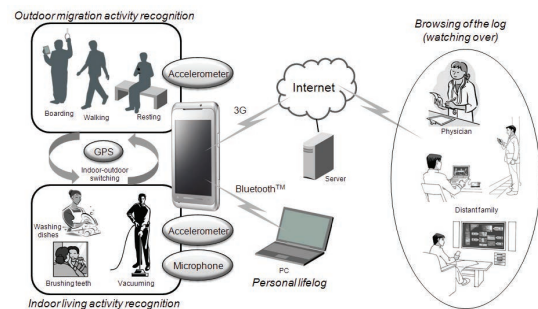 Outdoor migration activity recognition
Boarding
Walking
Resting
Accelerometer
GPS
Indoor-outdoor
switching
Washing
dishes
Brushing teeth
Vacuuming
Indoor living activity recognition
Accelerometer
Microphone
3G
Bluetooth™
Internet
Server
PC
Personal lifelog
Browsing of the log
(watching over)
Physician
Distant family